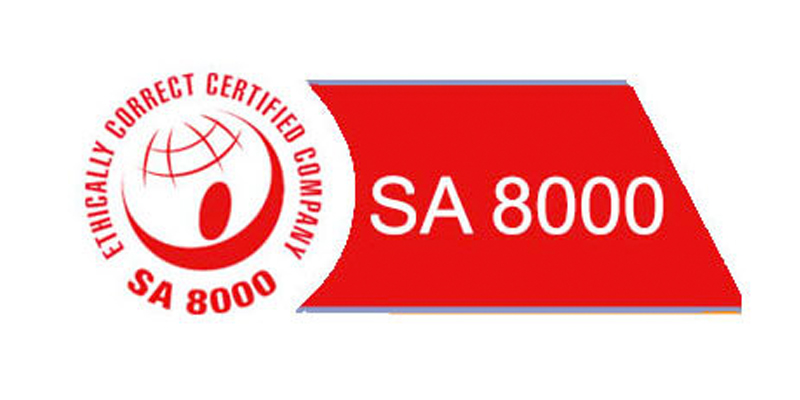 ETHICALLY CORRECT CERTIFIED COMPANY
SA 8000
SA 8000